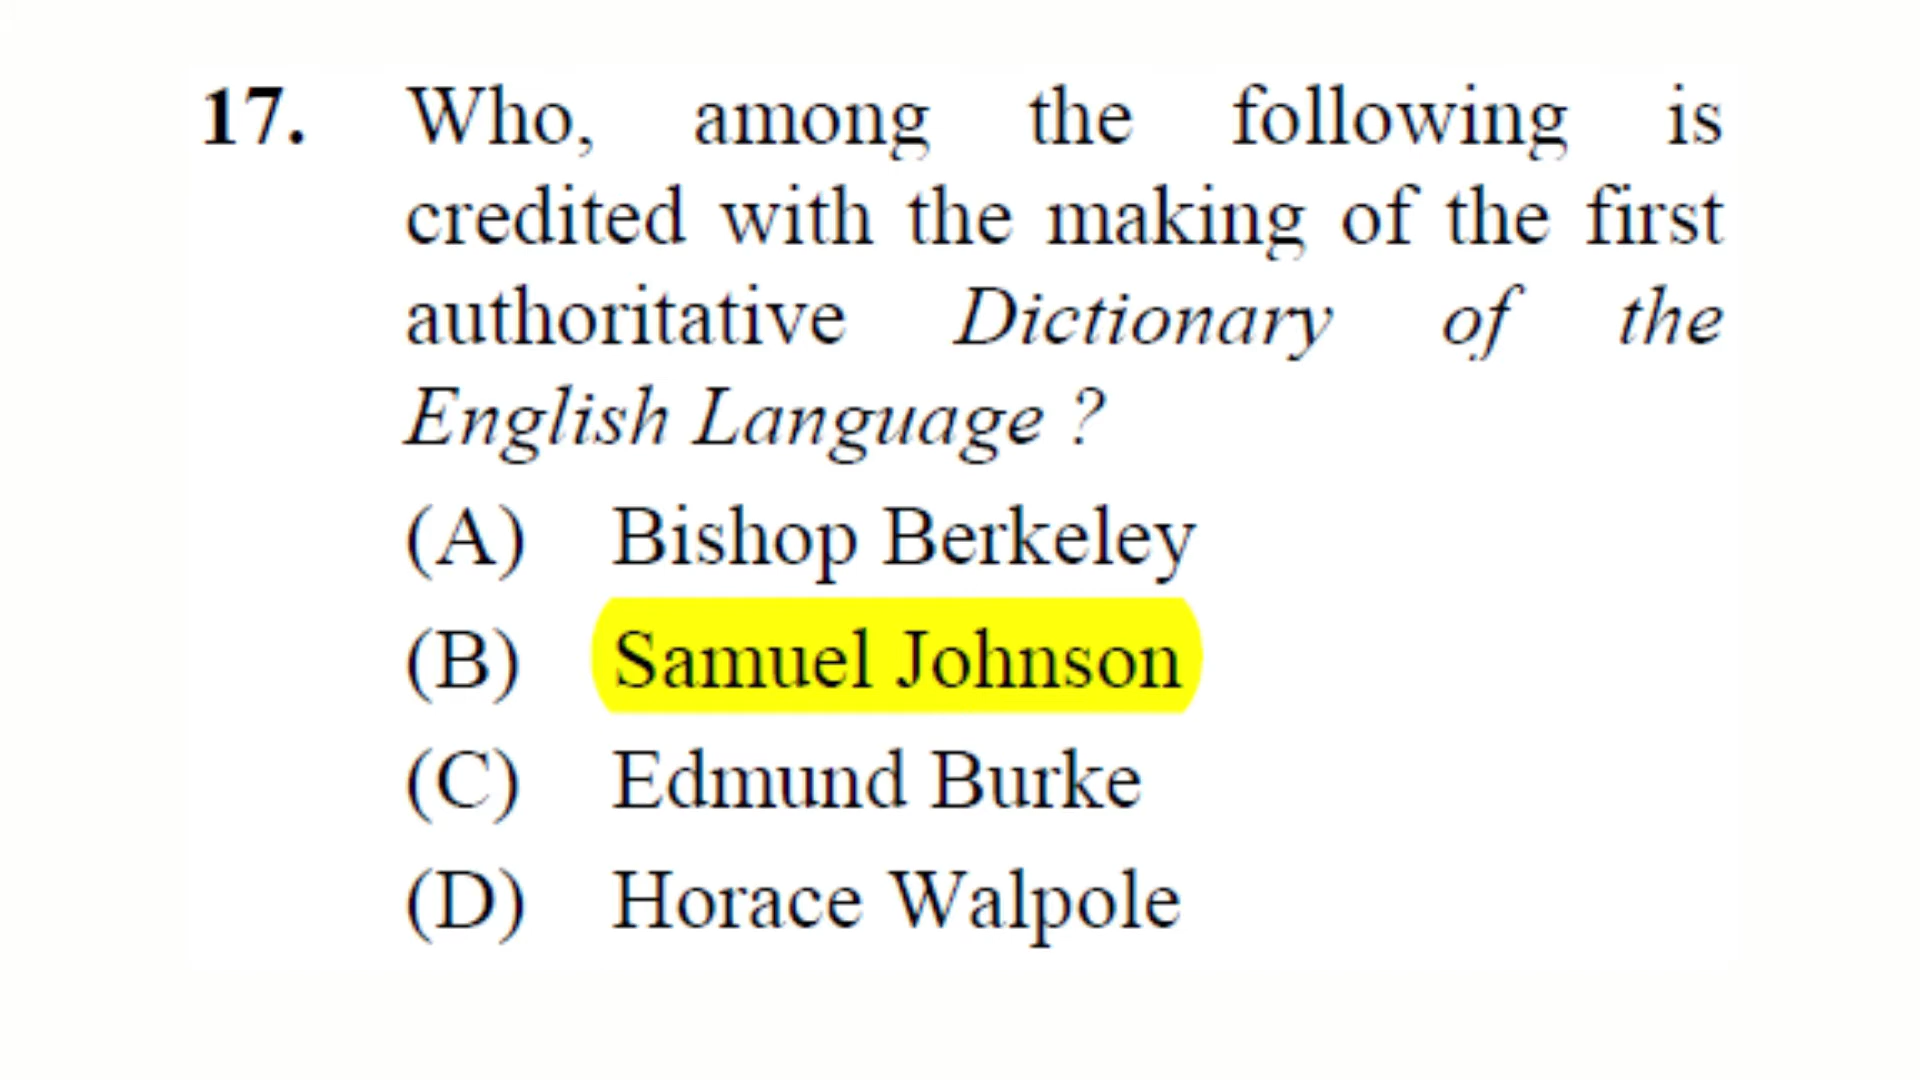 17. Who, among the following is
credited with the making of the first
authoritative Dictionary of the
English Language ?
(A) Bishop Berkeley
(B) Samuel Johnson
(C) Edmund Burke
(D) Horace Walpole